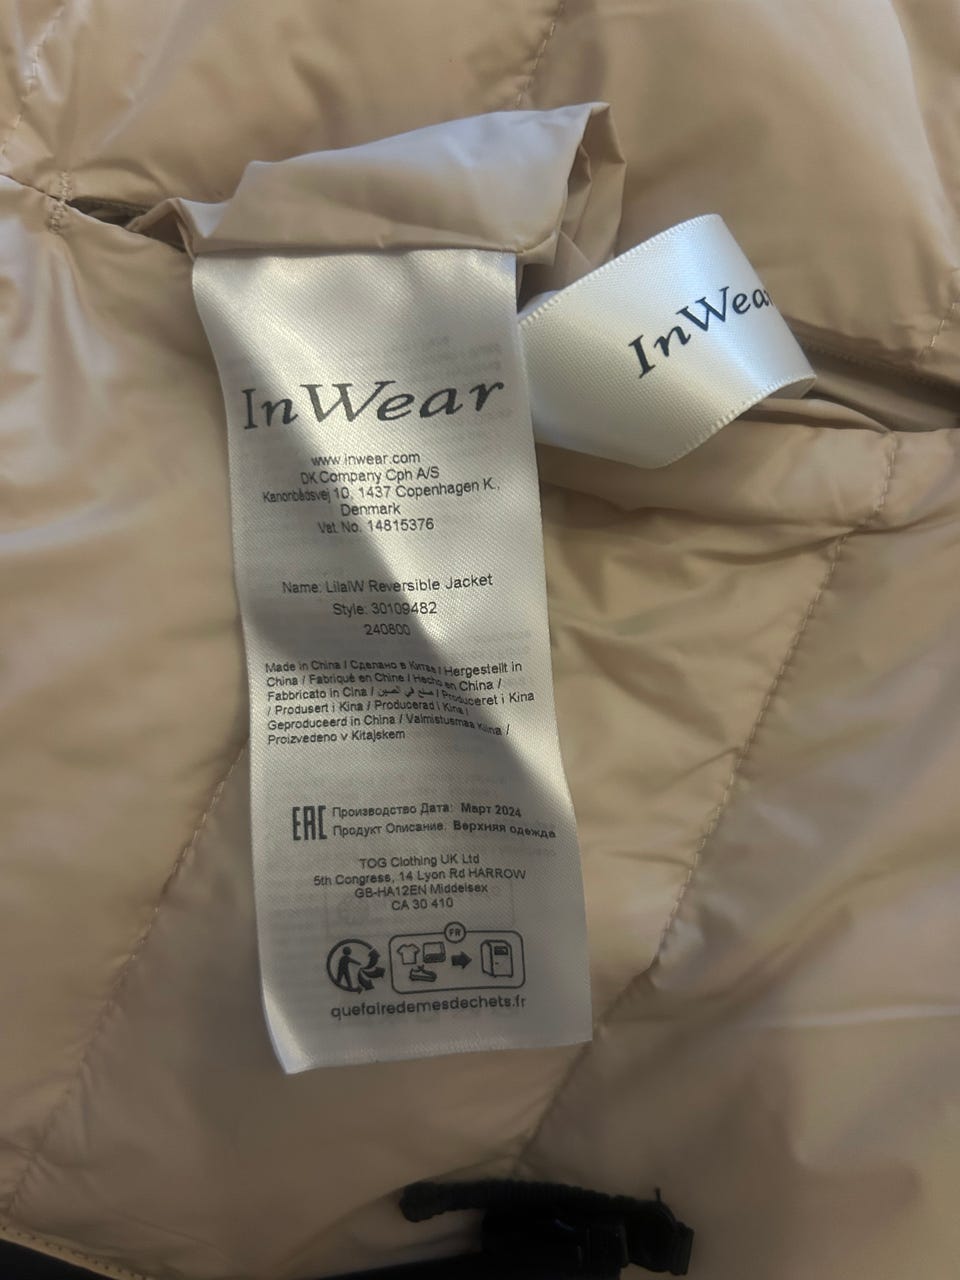 InWear
InWear
www.inwear.com
DK Company Cph A/S
Kanonbådsvej 10, 1437 Copenhagen K.,
Denmark
Vat. No. 14815376
Name: LilaIW Reversible Jacket
Style: 30109482
240800
Made in China / Сделано в Китае / Hergestellt in
China / Fabriqué en Chine / Hecho en China /
Fabbricato in Cina / صنع في الصين / Produceret i Kina
/ Produsert i Kina / Producerad i Kina /
Geproduceerd in China / Valmistusmaa Kiina /
Proizvedeno v Kitajskem
EAC Производство Дата: Март 2024
Продукт Описание: Верхняя одежда
TOG Clothing UK Ltd
5th Congress, 14 Lyon Rd HARROW
GB-HA12EN Middelsex
CA 30 410
FR
quefairedemesdechets.fr